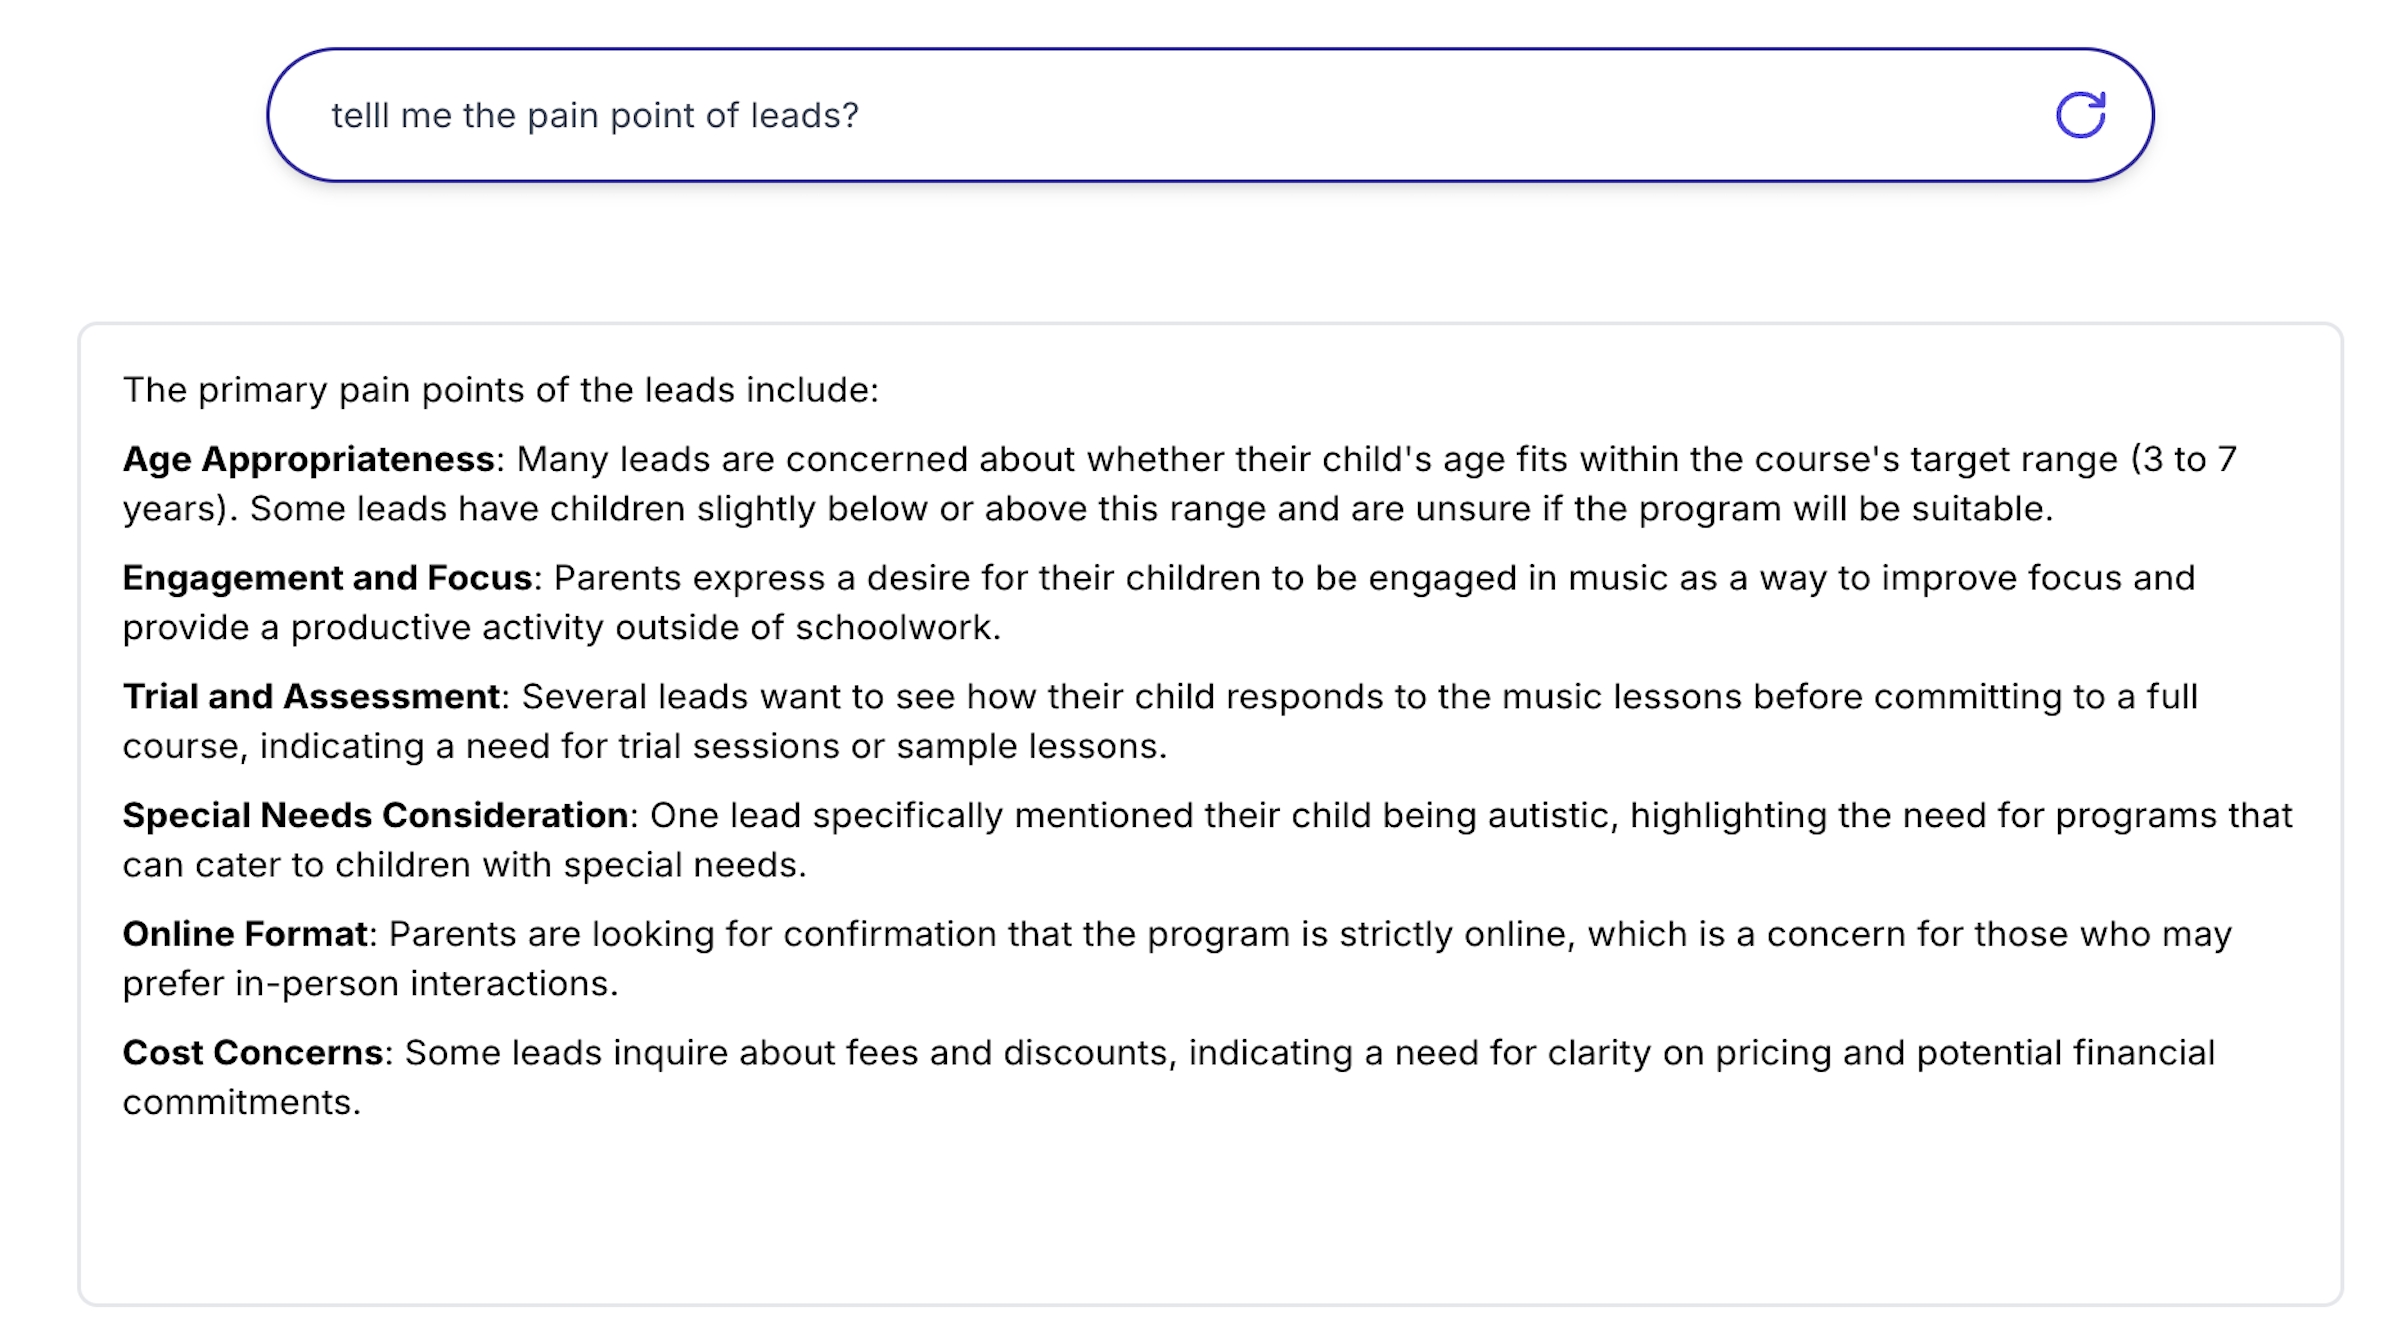 telll me the pain point of leads?
The primary pain points of the leads include:
Age Appropriateness: Many leads are concerned about whether their child's age fits within the course's target range (3 to 7
years). Some leads have children slightly below or above this range and are unsure if the program will be suitable.
Engagement and Focus: Parents express a desire for their children to be engaged in music as a way to improve focus and
provide a productive activity outside of schoolwork.
Trial and Assessment: Several leads want to see how their child responds to the music lessons before committing to a full
course, indicating a need for trial sessions or sample lessons.
Special Needs Consideration: One lead specifically mentioned their child being autistic, highlighting the need for programs that
can cater to children with special needs.
Online Format: Parents are looking for confirmation that the program is strictly online, which is a concern for those who may
prefer in-person interactions.
Cost Concerns: Some leads inquire about fees and discounts, indicating a need for clarity on pricing and potential financial
commitments.